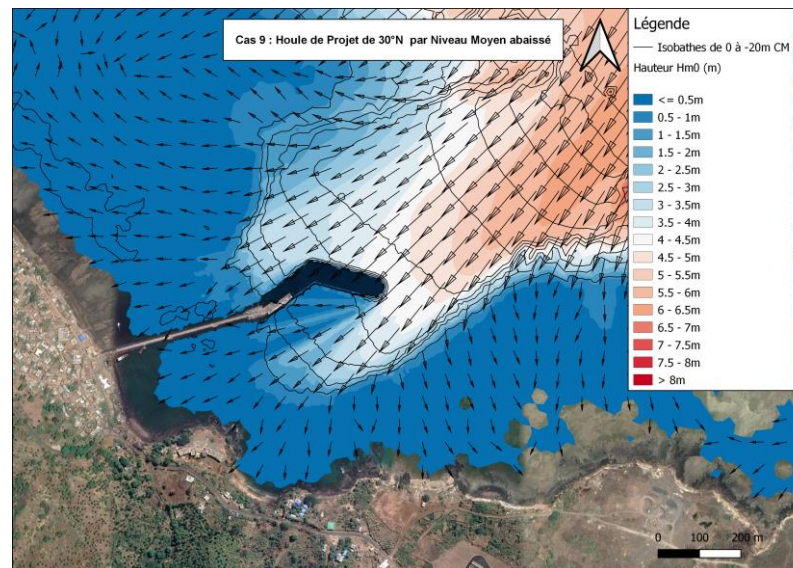 Cas 9 : Houle de Projet de 30°N  par Niveau Moyen abaissé
Légende
Isobathes de 0 à -20m CM
Hauteur Hm0 (m)
<= 0.5m
0.5 - 1m
1 - 1.5m
1.5 - 2m
2 - 2.5m
2.5 - 3m
3 - 3.5m
3.5 - 4m
4 - 4.5m
4.5 - 5m
5 - 5.5m
5.5 - 6m
6 - 6.5m
6.5 - 7m
7 - 7.5m
7.5 - 8m
> 8m
0 100 200 m